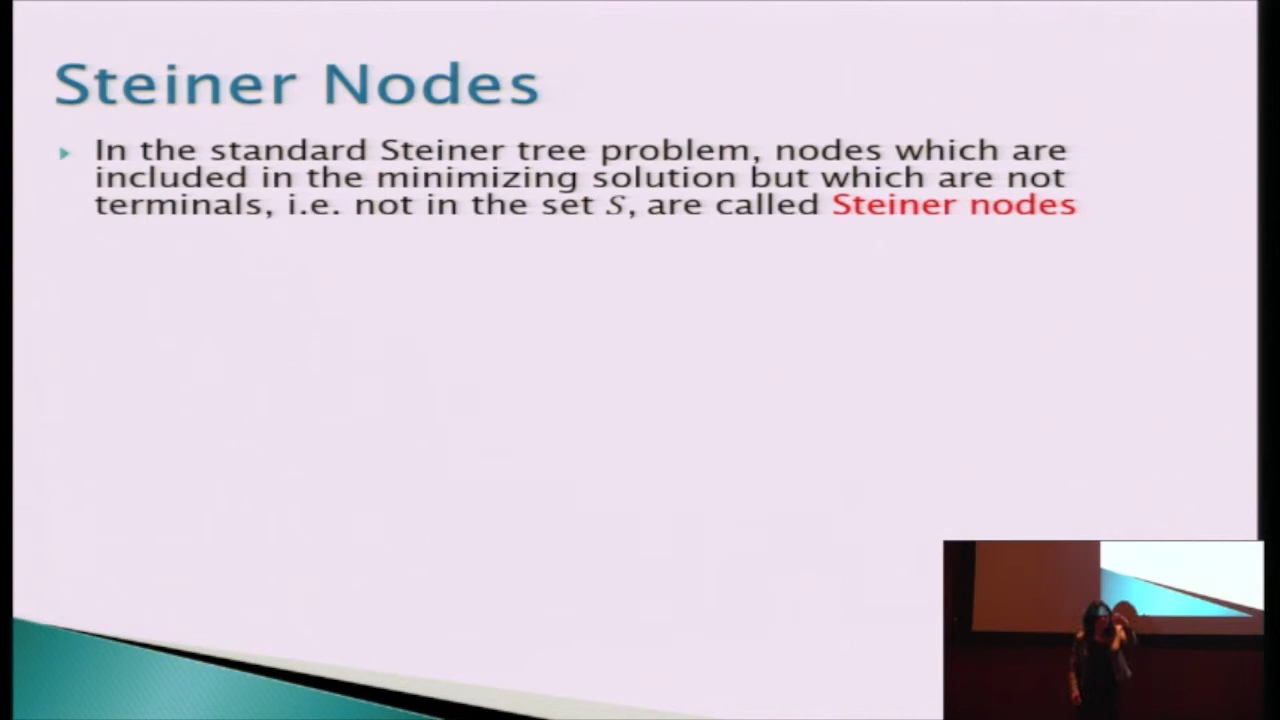 Steiner Nodes
In the standard Steiner tree problem, nodes which are
included in the minimizing solution but which are not
terminals, i.e. not in the set S, are called Steiner nodes